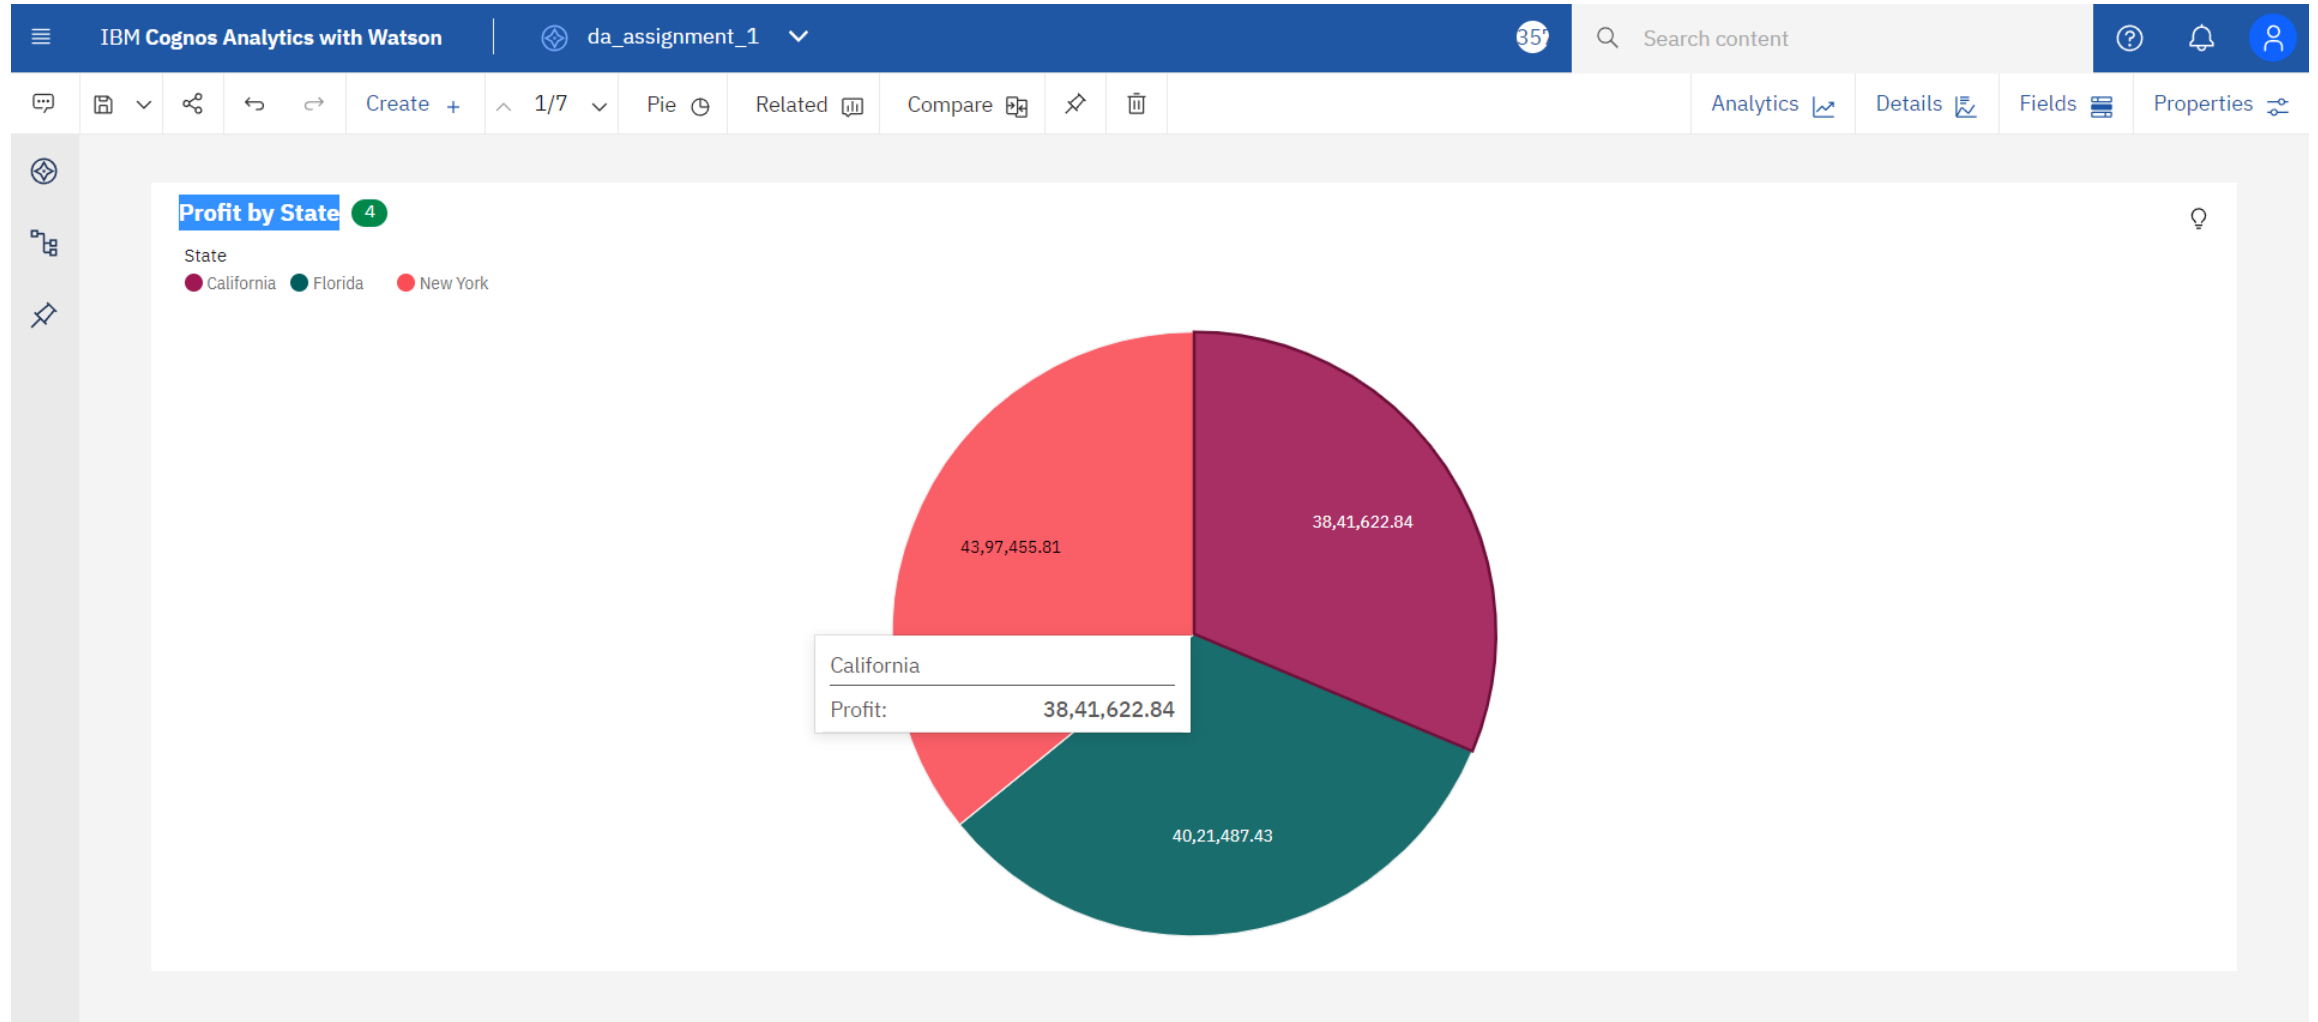 IBM Cognos Analytics with Watson da_assignment_1 357 Search content
Create + 1/7 Pie Related Compare Analytics Details Fields Properties
Profit by State 4
State
California Florida New York
38,41,622.84
43,97,455.81
California
Profit: 38,41,622.84
40,21,487.43